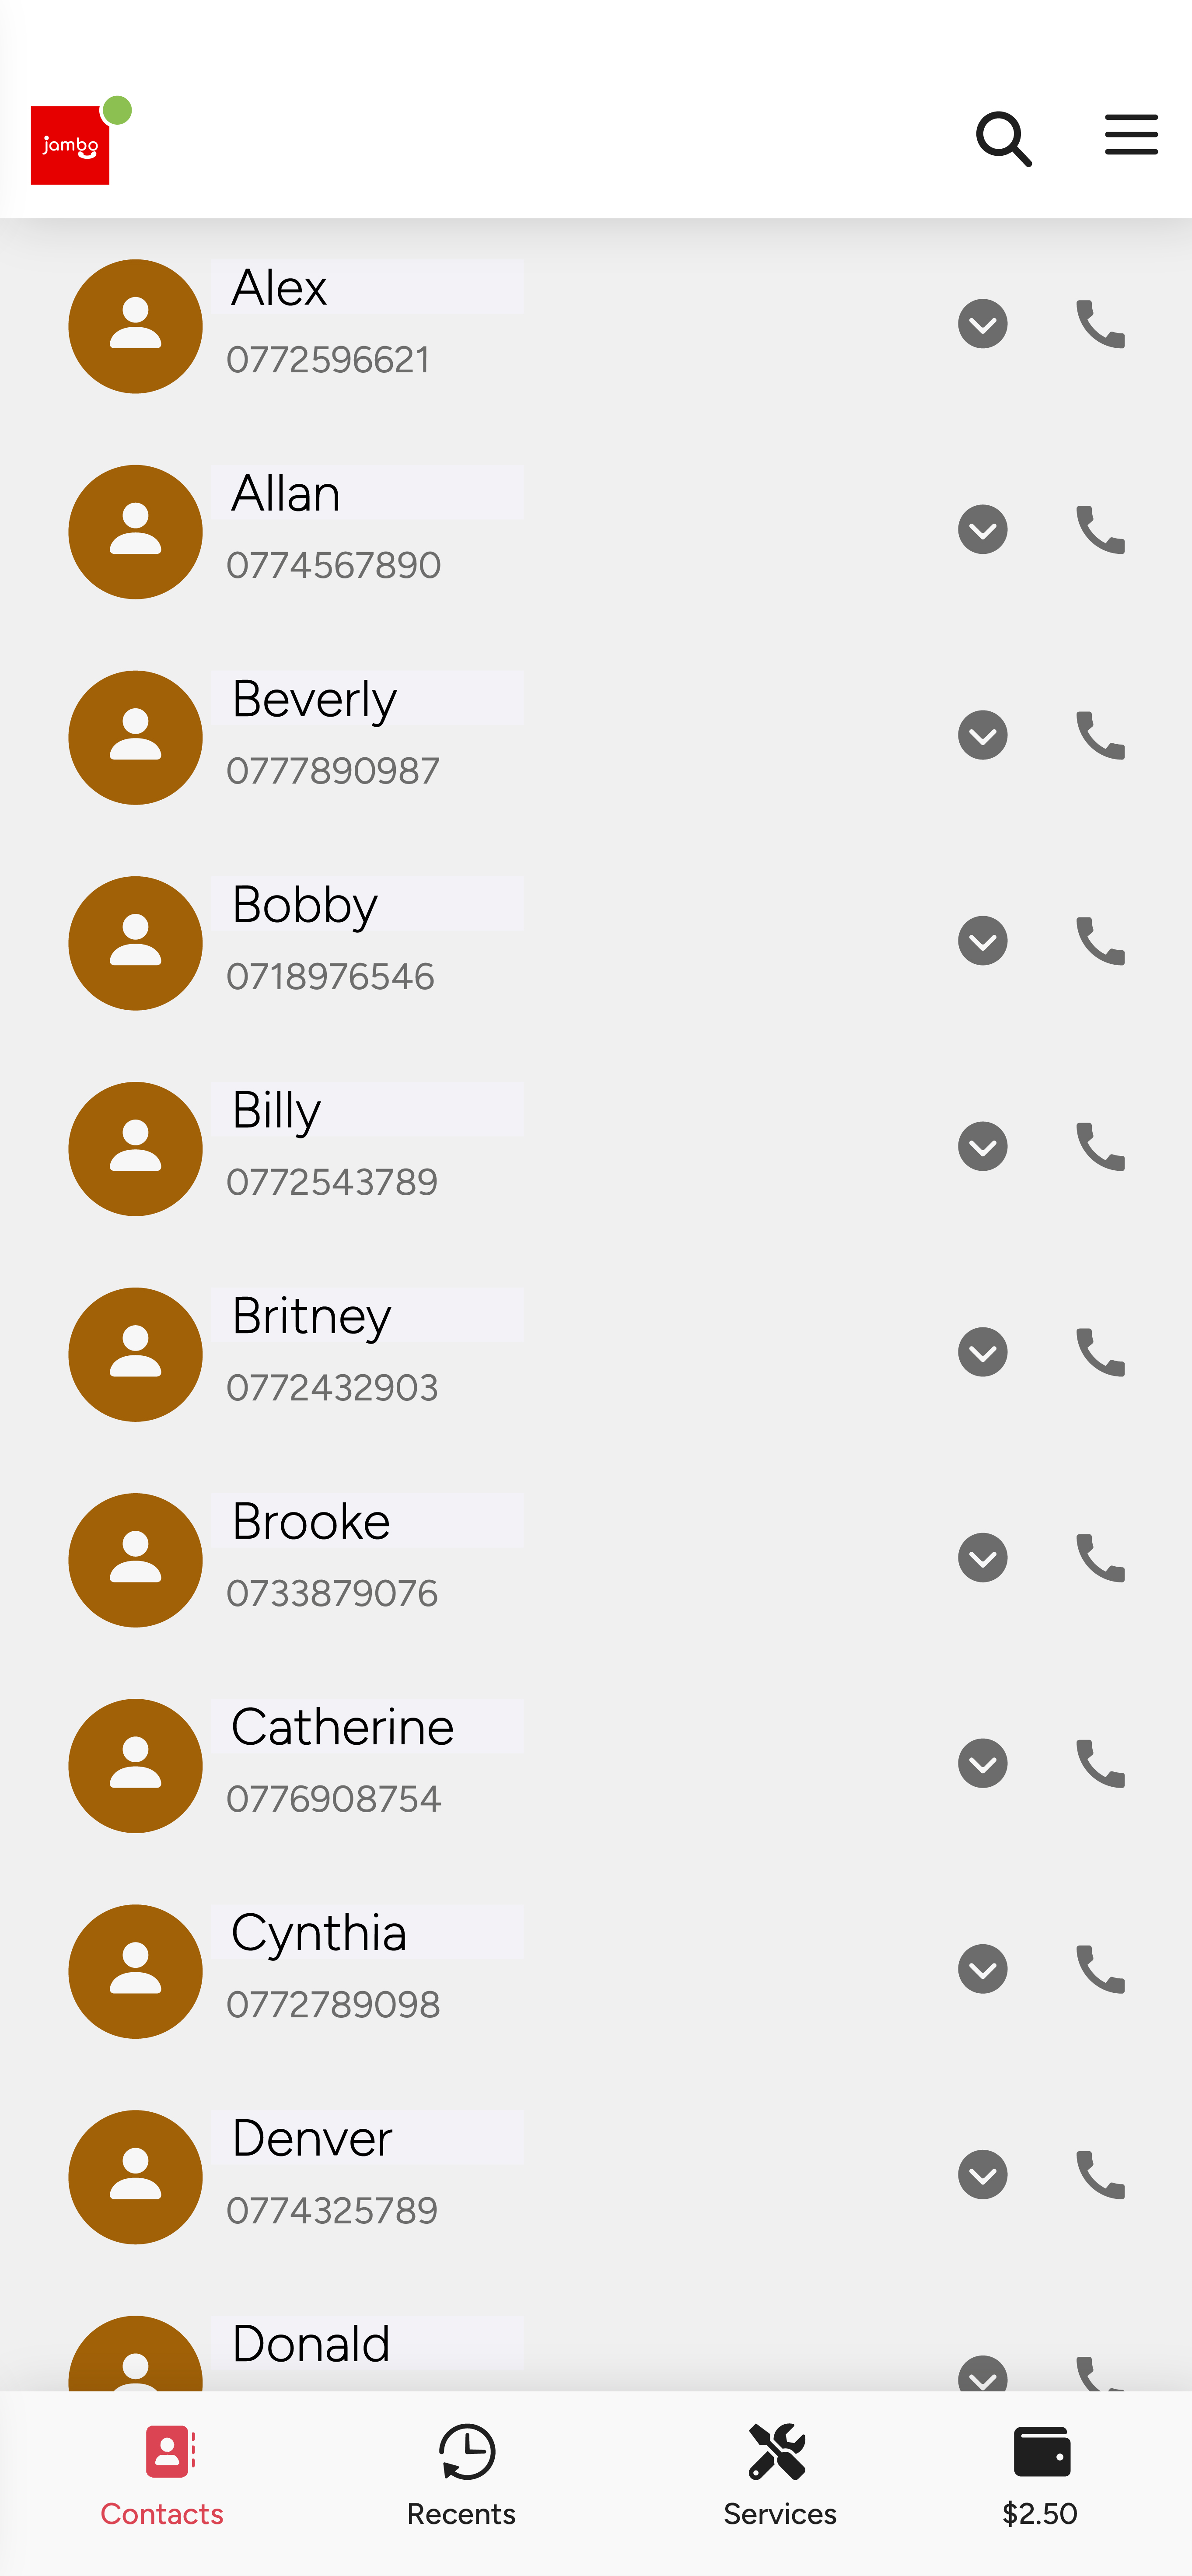 jambo
Alex
0772596621
Allan
0774567890
Beverly
0777890987
Bobby
0718976546
Billy
0772543789
Britney
0772432903
Brooke
0733879076
Catherine
0776908754
Cynthia
0772789098
Denver
0774325789
Donald
Contacts
Recents
Services
$2.50